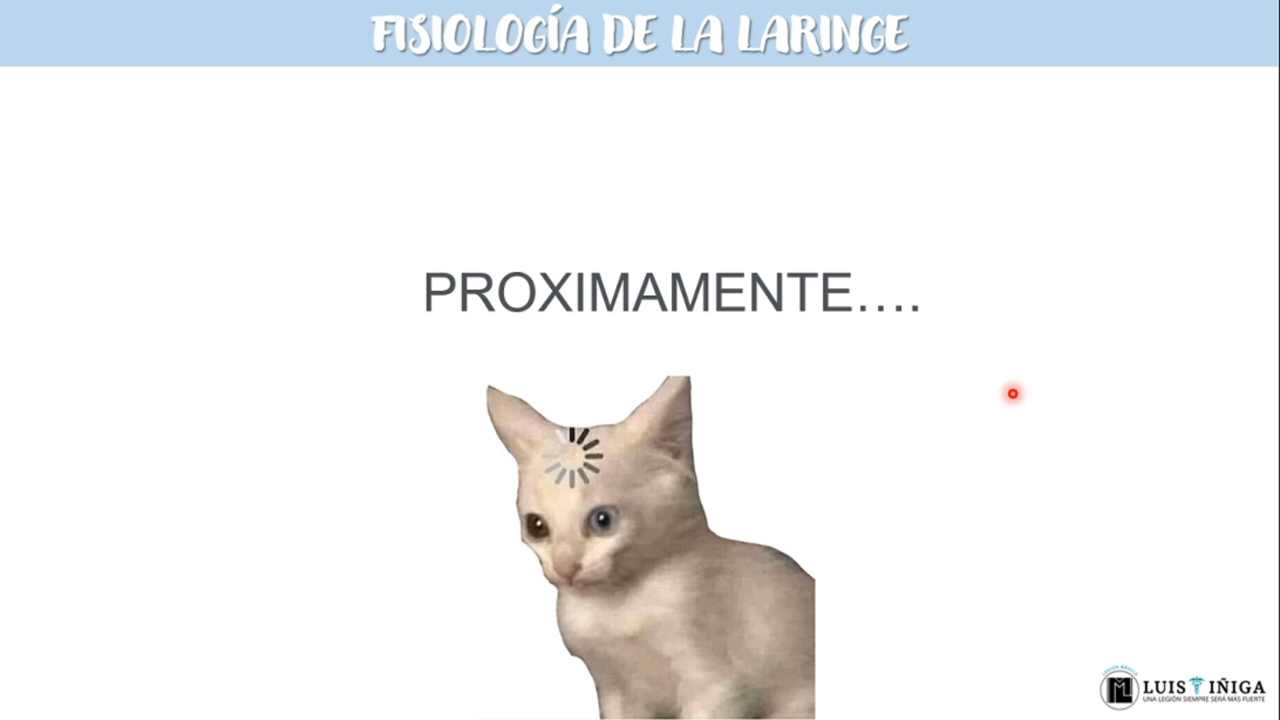 FISIOLOGÍA DE LA LARINGE
PROXIMAMENTE....
LUIS IÑIGA
UNA LEGIÓN SIEMPRE SERÁ MÁS FUERTE